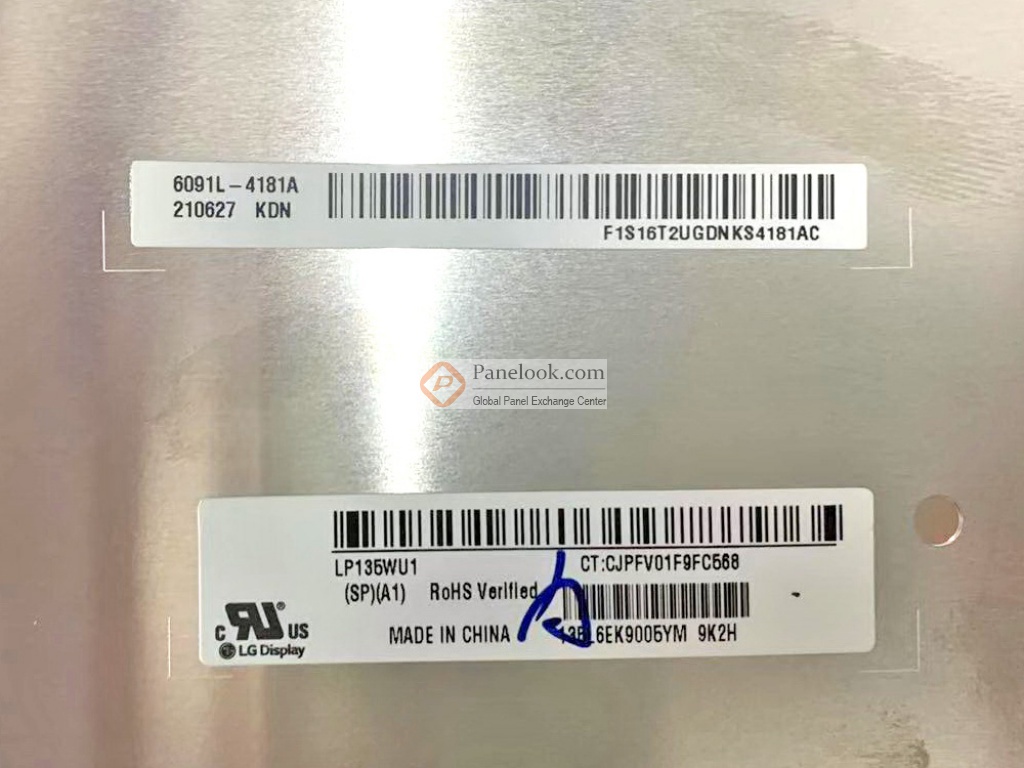 6091L-4181A
210627 KDN
F1S16T2UGDNKS4181AC
Panelook.com
Global Panel Exchange Center
LP135WU1
CT:CJPFV01F9FC568
(SP)(A1) RoHS Verified
MADE IN CHINA 9K2H
C US
LG Display